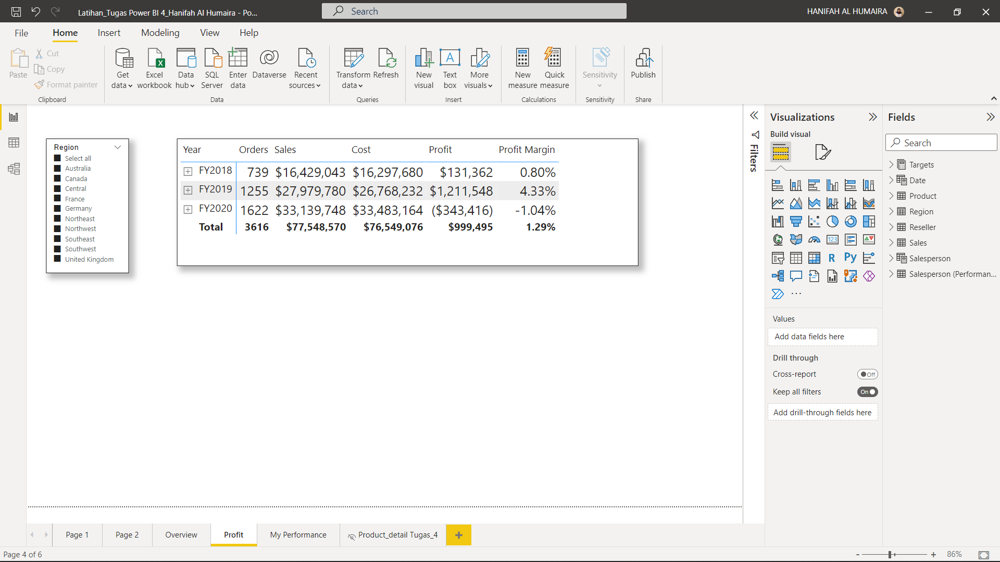 Latihan_Tugas Power BI 4_Hanifah Al Humaira - Po...
Search
HANIFAH AL HUMAIRA
File Home Insert Modeling View Help
Paste
Cut
Copy
Format painter
Clipboard
Get data
Excel workbook
Data hub
SQL Server
Enter data
Dataverse
Recent sources
Data
Transform data
Refresh
Queries
New visual
Text box
More visuals
Insert
New measure
Quick measure
Calculations
Sensitivity
Sensitivity
Publish
Share
Region
Select all
Australia
Canada
Central
France
Germany
Northeast
Northwest
Southeast
Southwest
United Kingdom
Year Orders Sales Cost Profit Profit Margin
FY2018 739 $16,429,043 $16,297,680 $131,362 0.80%
FY2019 1255 $27,979,780 $26,768,232 $1,211,548 4.33%
FY2020 1622 $33,139,748 $33,483,164 ($343,416) -1.04%
Total 3616 $77,548,570 $76,549,076 $999,495 1.29%
Filters
Visualizations
Build visual
123
R
Py
...
Values
Add data fields here
Drill through
Cross-report Off
Keep all filters On
Add drill-through fields here
Fields
Search
Targets
Date
Product
Region
Reseller
Sales
Salesperson
Salesperson (Performan...
Page 1 Page 2 Overview Profit My Performance Product_detail Tugas_4 +
Page 4 of 6
- + 86%